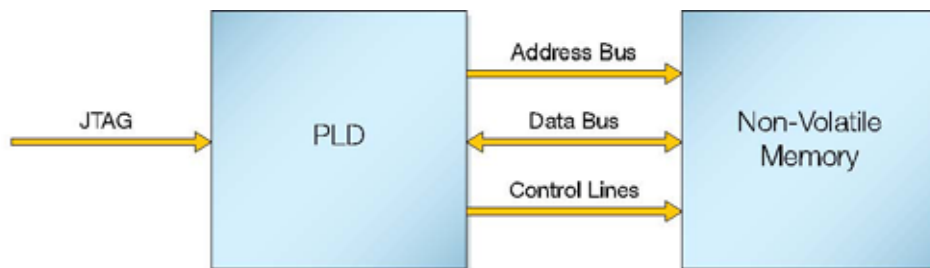 JTAG
PLD
Address Bus
Data Bus
Control Lines
Non-Volatile
Memory